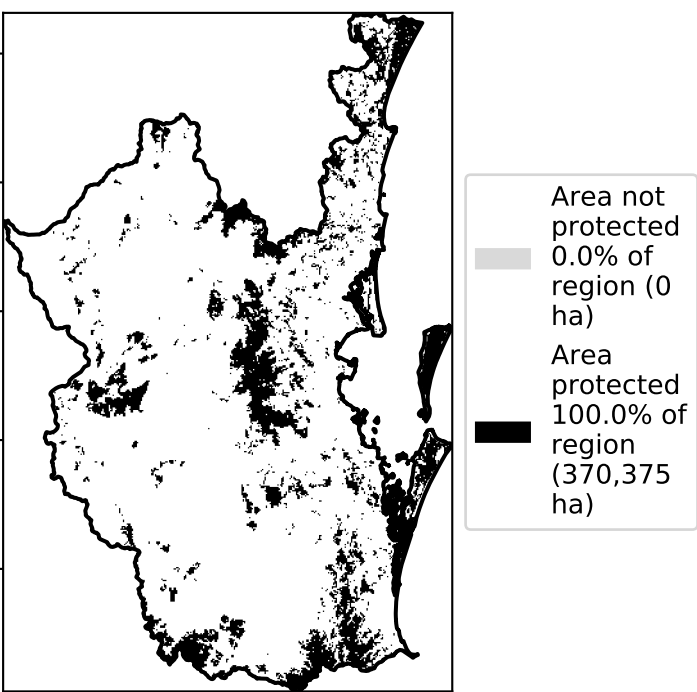 Area not
protected
0.0% of
region (0
ha)
Area
protected
100.0% of
region
(370,375
ha)